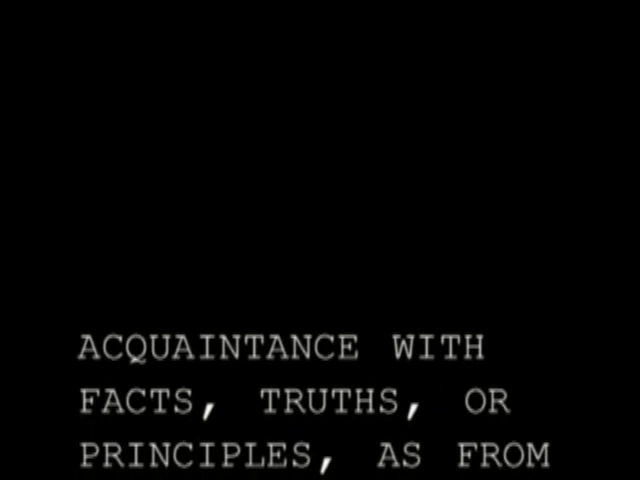 ACQUAINTANCE WITH
FACTS, TRUTHS, OR
PRINCIPLES, AS FROM